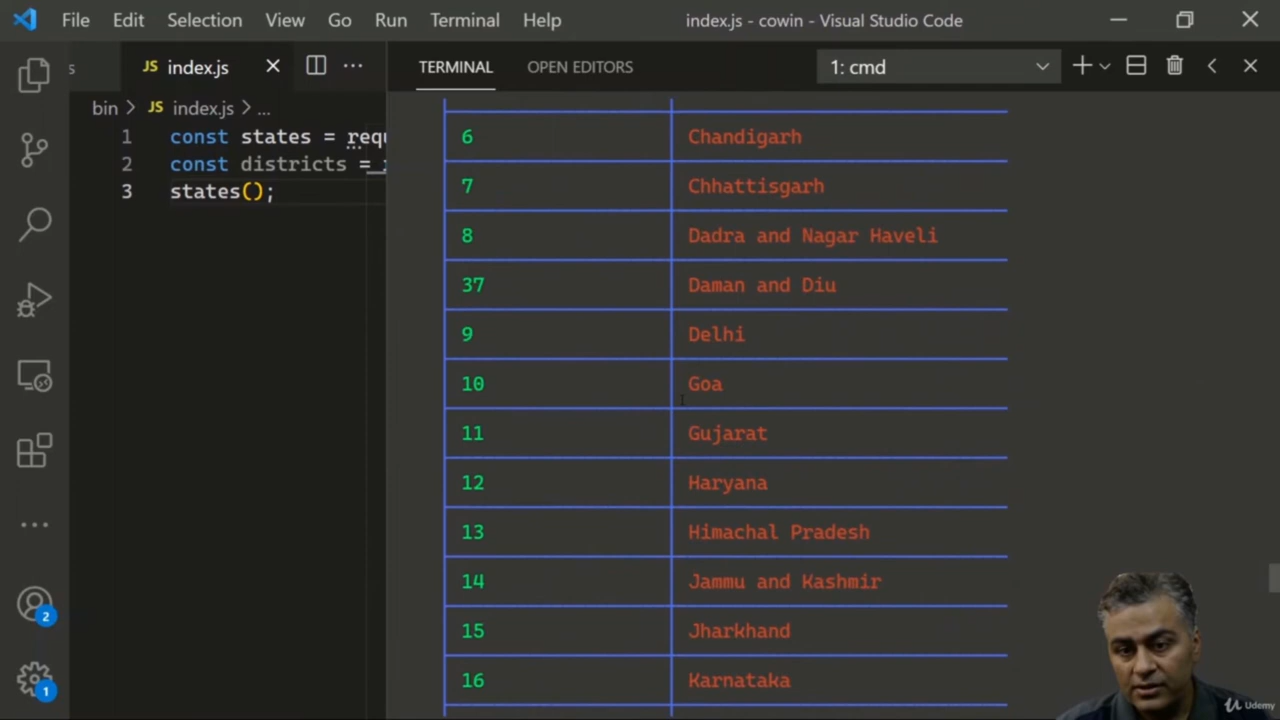 File Edit Selection View Go Run Terminal Help index.js - cowin - Visual Studio Code
s JS index.js TERMINAL OPEN EDITORS 1: cmd
bin > JS index.js > ...
1 const states = requ
2 const districts =
3 states();
6 Chandigarh
7 Chhattisgarh
8 Dadra and Nagar Haveli
37 Daman and Diu
9 Delhi
10 Goa
11 Gujarat
12 Haryana
13 Himachal Pradesh
14 Jammu and Kashmir
15 Jharkhand
16 Karnataka
2
1
Udemy